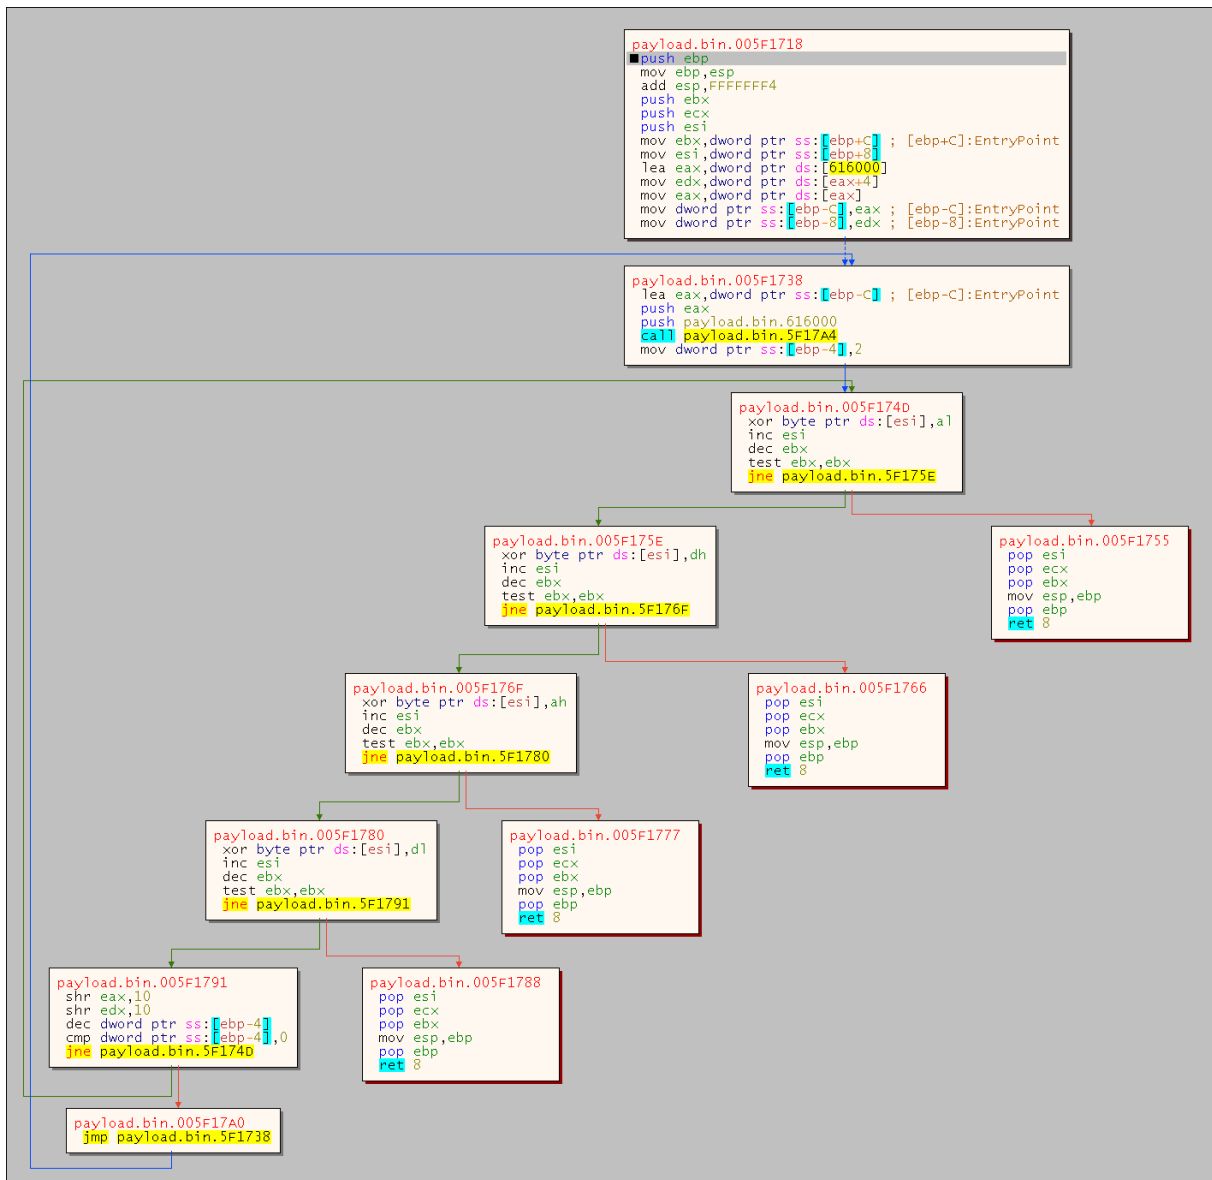 payload.bin.005F1718
push ebp
mov ebp,esp
add esp,FFFFFFF4
push ebx
push ecx
push esi
mov ebx,dword ptr ss:[ebp+C] ; [ebp+C]:EntryPoint
mov esi,dword ptr ss:[ebp+8]
lea eax,dword ptr ds:[616000]
mov edx,dword ptr ds:[eax+4]
mov eax,dword ptr ds:[eax]
mov dword ptr ss:[ebp-C],eax ; [ebp-C]:EntryPoint
mov dword ptr ss:[ebp-8],edx ; [ebp-8]:EntryPoint
payload.bin.005F1738
lea eax,dword ptr ss:[ebp-C] ; [ebp-C]:EntryPoint
push eax
push payload.bin.616000
call payload.bin.5F17A4
mov dword ptr ss:[ebp-4],2
payload.bin.005F174D
xor byte ptr ds:[esi],al
inc esi
dec ebx
test ebx,ebx
jne payload.bin.5F175E
payload.bin.005F175E
xor byte ptr ds:[esi],dh
inc esi
dec ebx
test ebx,ebx
jne payload.bin.5F176F
payload.bin.005F1755
pop esi
pop ecx
pop ebx
mov esp,ebp
pop ebp
ret 8
payload.bin.005F176F
xor byte ptr ds:[esi],ah
inc esi
dec ebx
test ebx,ebx
jne payload.bin.5F1780
payload.bin.005F1766
pop esi
pop ecx
pop ebx
mov esp,ebp
pop ebp
ret 8
payload.bin.005F1780
xor byte ptr ds:[esi],dl
inc esi
dec ebx
test ebx,ebx
jne payload.bin.5F1791
payload.bin.005F1777
pop esi
pop ecx
pop ebx
mov esp,ebp
pop ebp
ret 8
payload.bin.005F1791
shr eax,10
shr edx,10
dec dword ptr ss:[ebp-4]
cmp dword ptr ss:[ebp-4],0
jne payload.bin.5F174D
payload.bin.005F1788
pop esi
pop ecx
pop ebx
mov esp,ebp
pop ebp
ret 8
payload.bin.005F17A0
jmp payload.bin.5F1738